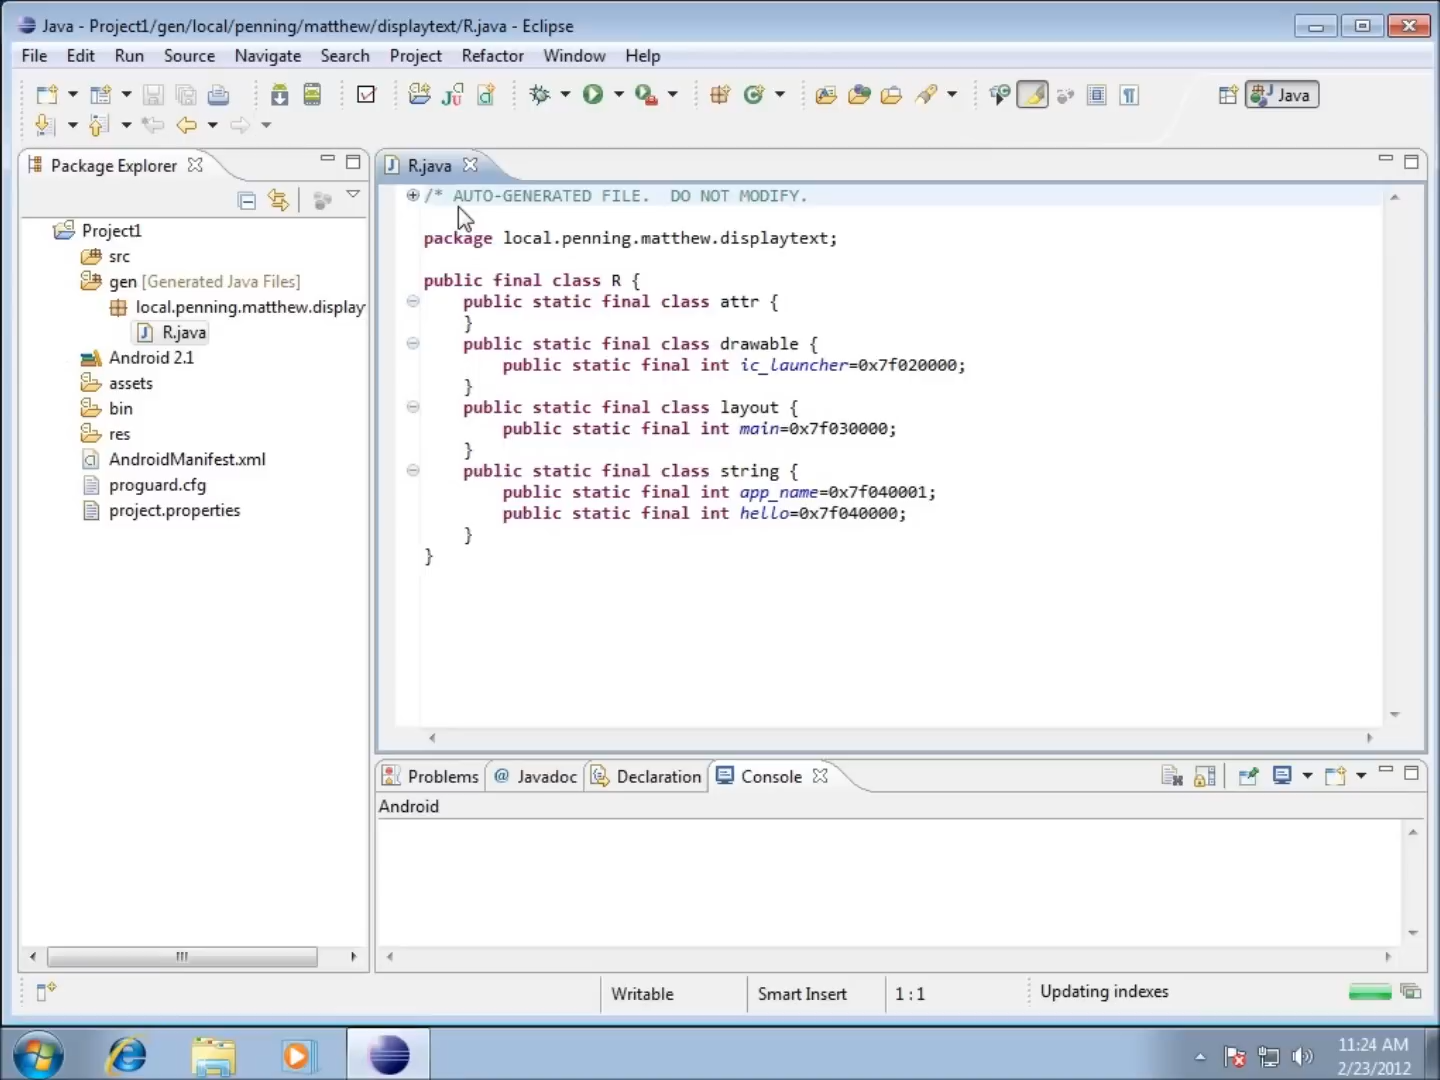 Java - Project1/gen/local/penning/matthew/displaytext/R.java - Eclipse
File Edit Run Source Navigate Search Project Refactor Window Help
Java
Package Explorer
R.java
Project1
src
gen [Generated Java Files]
local.penning.matthew.display
R.java
Android 2.1
assets
bin
res
AndroidManifest.xml
proguard.cfg
project.properties
/* AUTO-GENERATED FILE.  DO NOT MODIFY.
package local.penning.matthew.displaytext;
public final class R {
    public static final class attr {
    }
    public static final class drawable {
        public static final int ic_launcher=0x7f020000;
    }
    public static final class layout {
        public static final int main=0x7f030000;
    }
    public static final class string {
        public static final int app_name=0x7f040001;
        public static final int hello=0x7f040000;
    }
}
Problems @ Javadoc Declaration Console
Android
Writable Smart Insert 1 : 1 Updating indexes
11:24 AM
2/23/2012